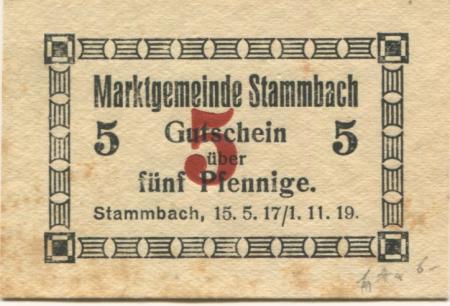 Marktgemeinde Stammbach
5 Gutschein 5
5
über
fünf Pfennige.
Stammbach, 15. 5. 17/1. 11. 19.